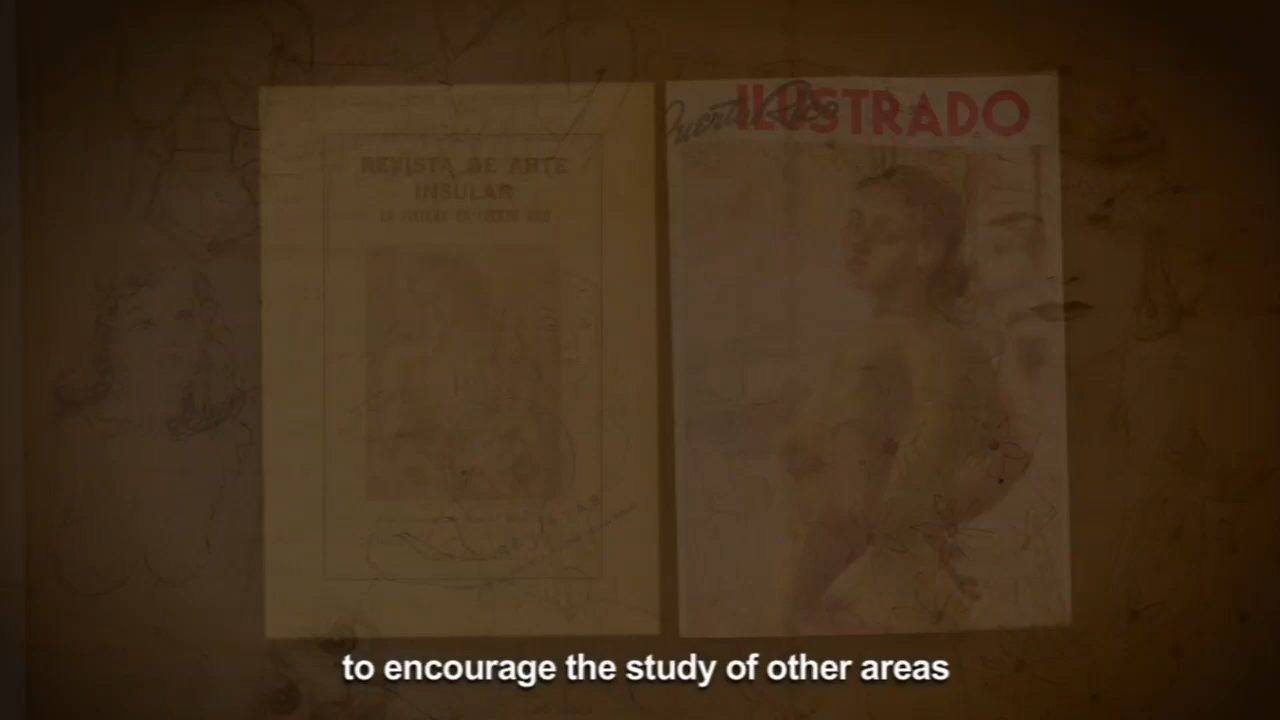 REVISTA DE ARTE
INSULAR
Puerto Rico
ILUSTRADO
to encourage the study of other areas